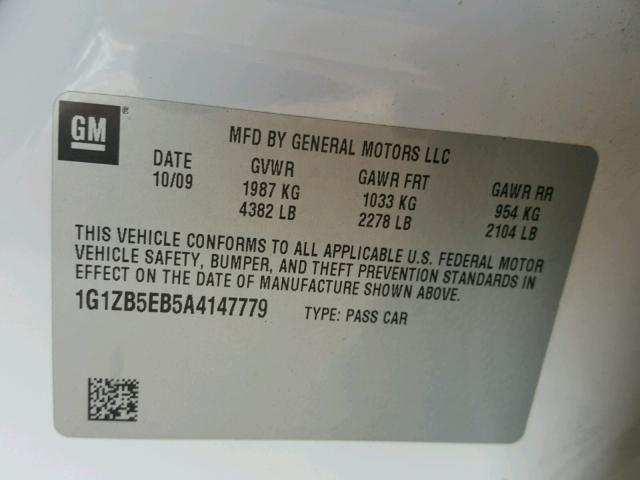 GM®
MFD BY GENERAL MOTORS LLC
DATE GVWR GAWR FRT GAWR RR
10/09 1987 KG 1033 KG 954 KG
4382 LB 2278 LB 2104 LB
THIS VEHICLE CONFORMS TO ALL APPLICABLE U.S. FEDERAL MOTOR
VEHICLE SAFETY, BUMPER, AND THEFT PREVENTION STANDARDS IN
EFFECT ON THE DATE OF MANUFACTURE SHOWN ABOVE.
1G1ZB5EB5A4147779 TYPE: PASS CAR